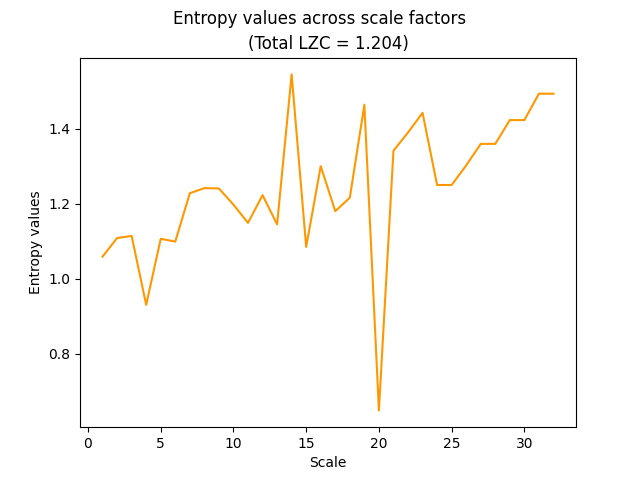 Entropy values across scale factors
(Total LZC = 1.204)
Entropy values
1.4
1.2
1.0
0.8
0
5
10
15
20
25
30
Scale